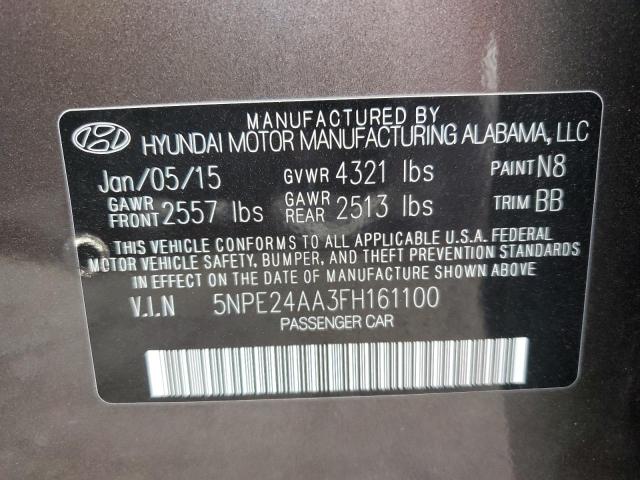 MANUFACTURED BY
HYUNDAI MOTOR MANUFACTURING ALABAMA, LLC
Jan/05/15 GVWR 4321 lbs PAINT N8
GAWR FRONT 2557 lbs GAWR REAR 2513 lbs TRIM BB
THIS VEHICLE CONFORMS TO ALL APPLICABLE U.S.A. FEDERAL
MOTOR VEHICLE SAFETY, BUMPER, AND THEFT PREVENTION STANDARDS
IN EFFECT ON THE DATE OF MANUFACTURE SHOWN ABOVE.
V.I.N 5NPE24AA3FH161100
PASSENGER CAR